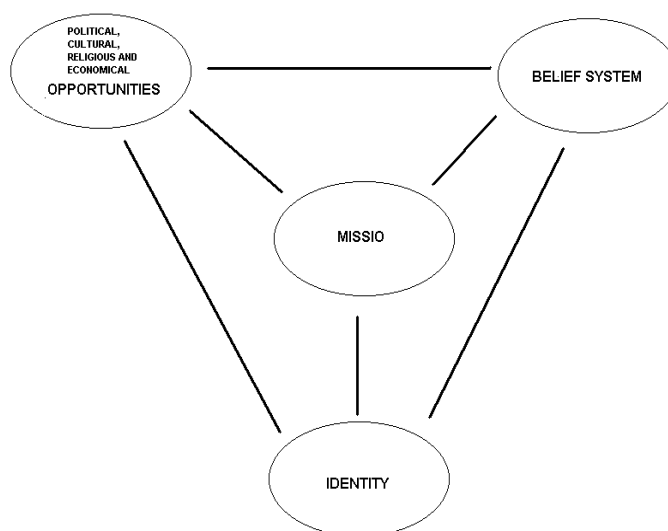 POLITICAL,
CULTURAL,
RELIGIOUS AND
ECONOMICAL
OPPORTUNITIES
BELIEF SYSTEM
MISSIO
IDENTITY